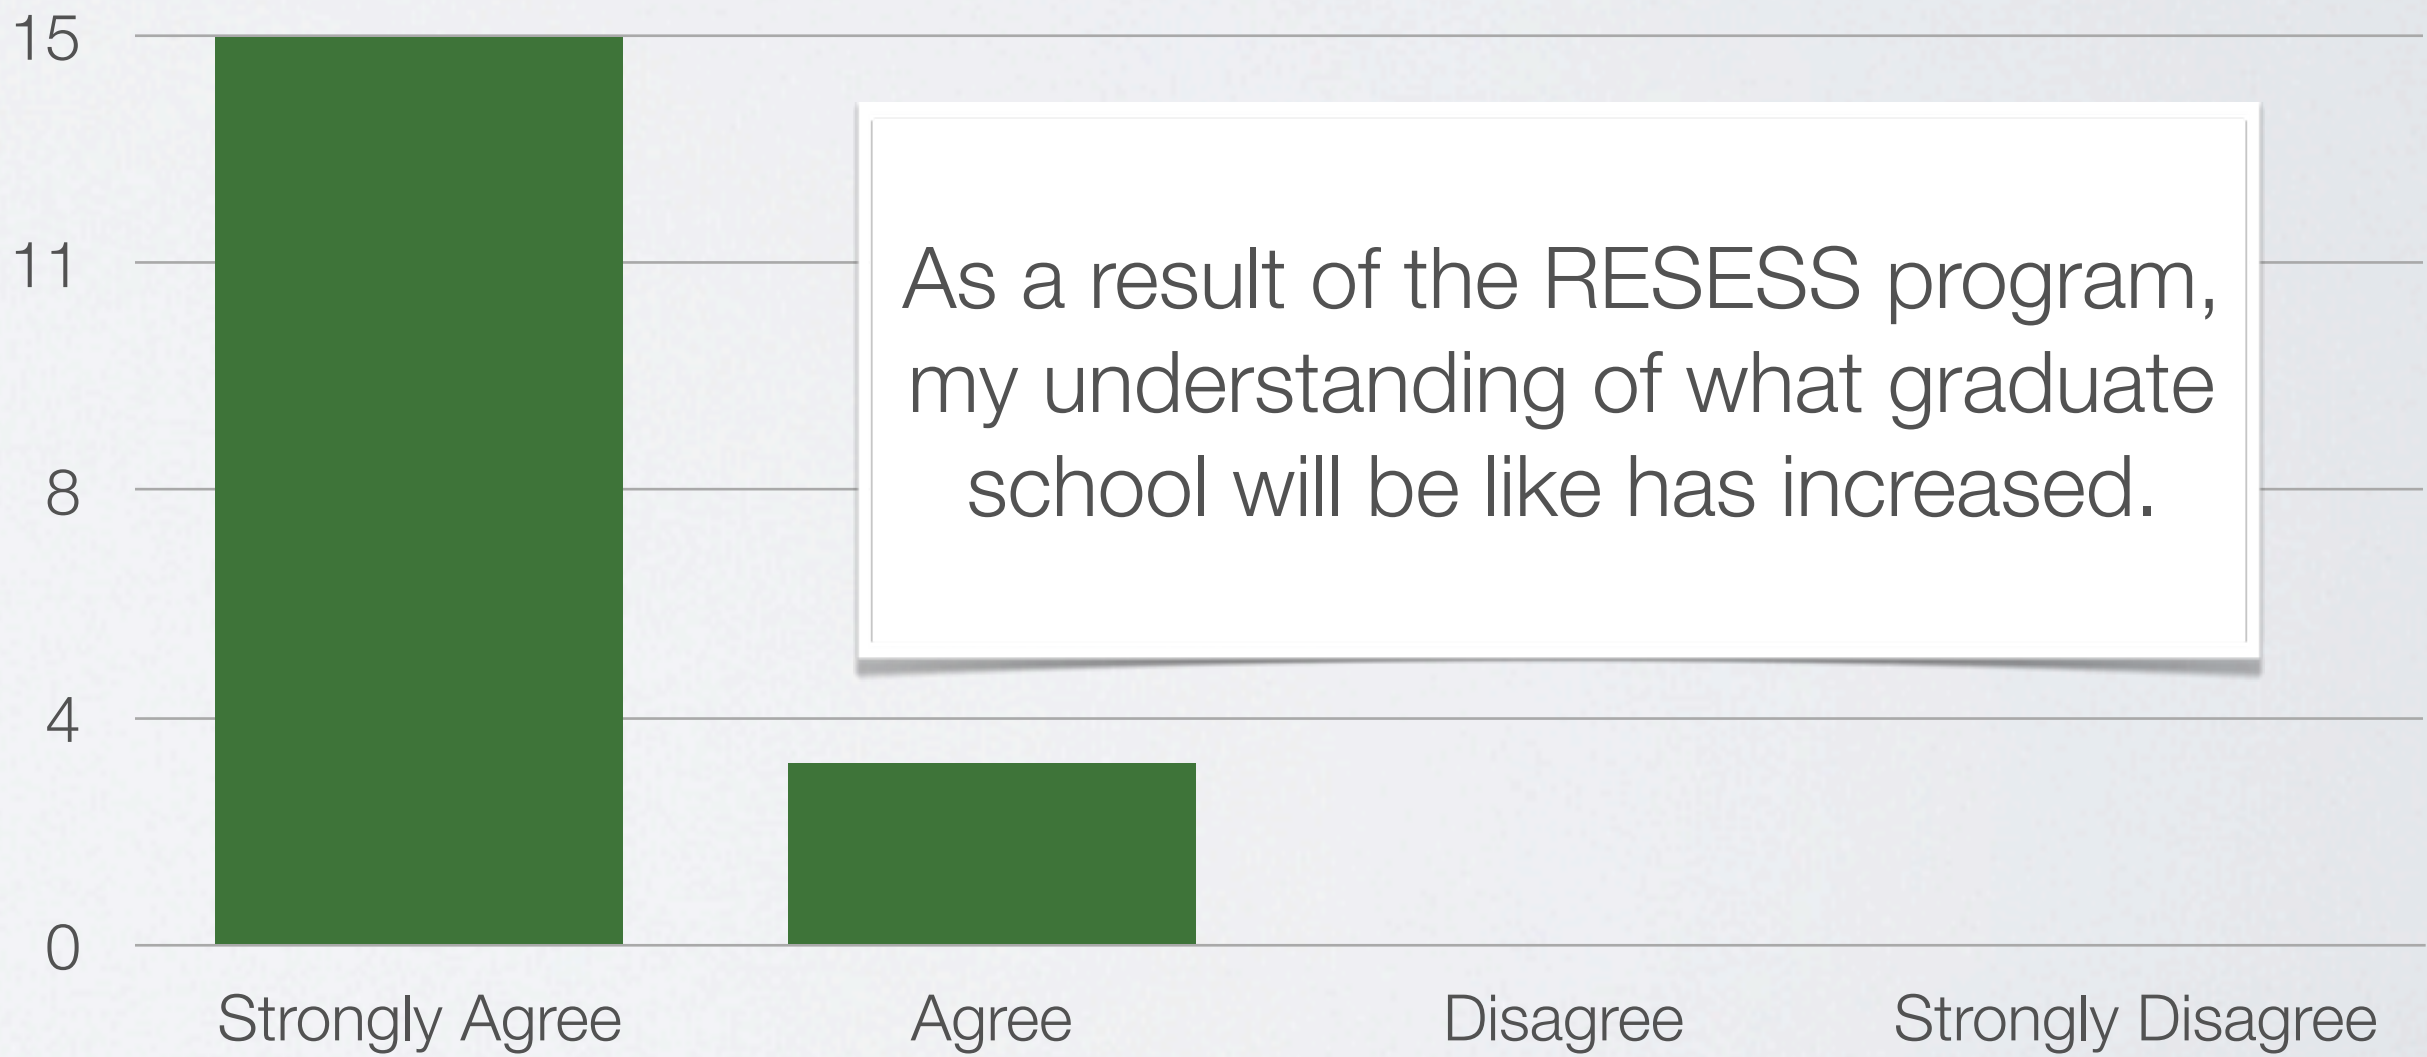 15
11
8
4
0
As a result of the RESESS program,
my understanding of what graduate
school will be like has increased.
Strongly Agree
Agree
Disagree
Strongly Disagree